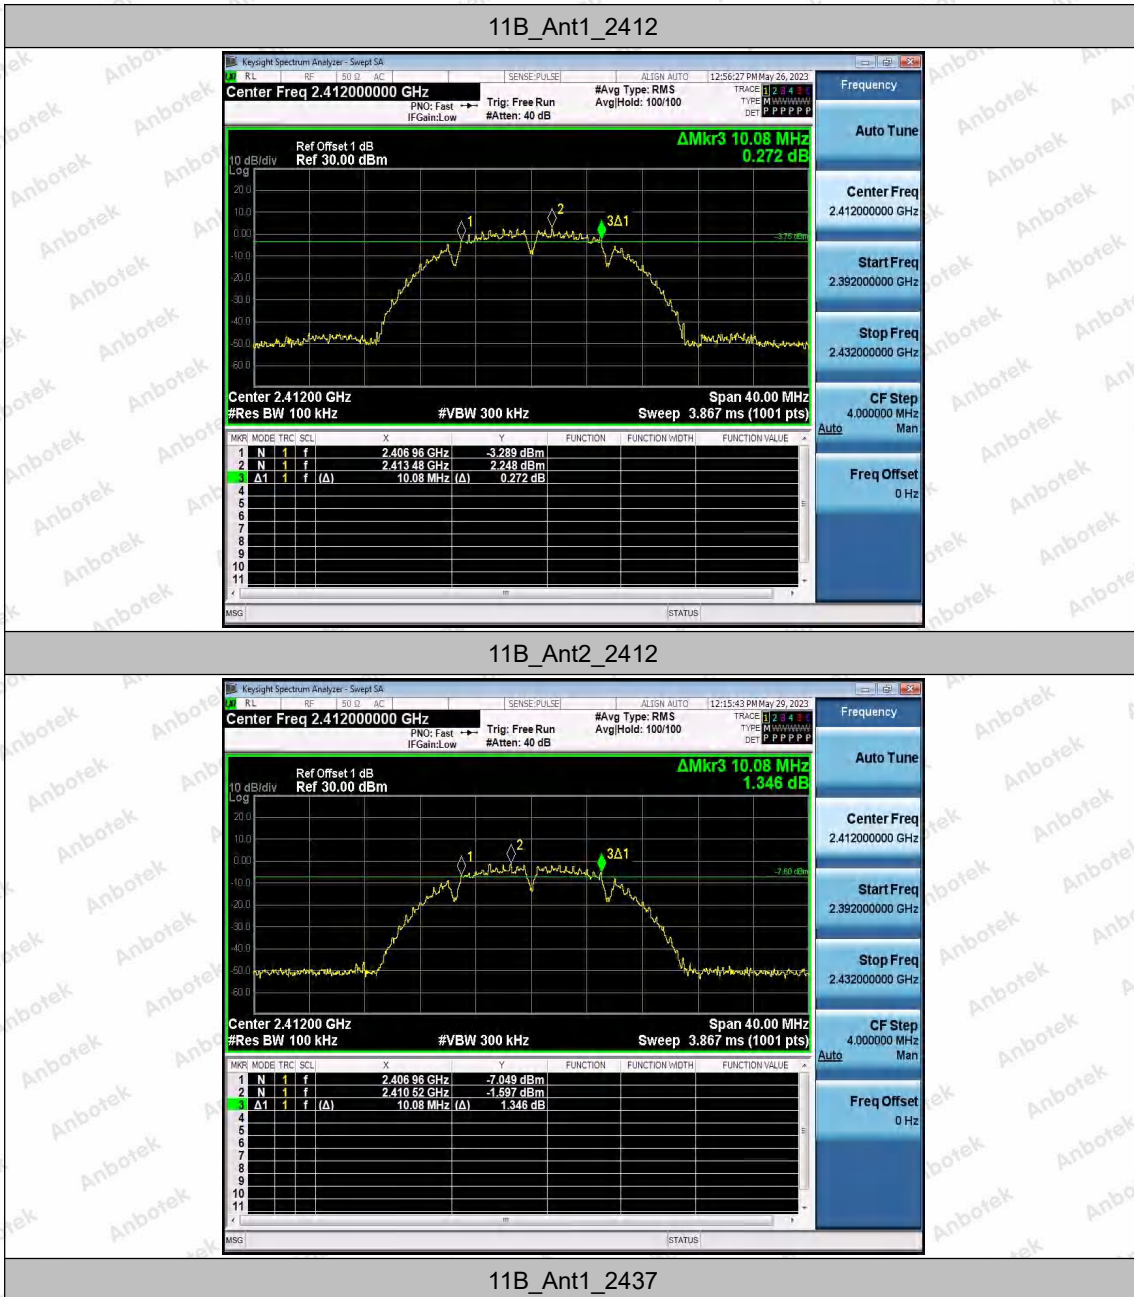 11B_Ant1_2412
Keysight Spectrum Analyzer - Swept SA
RL RF 50 Ω AC SENSE:PULSE ALIGN AUTO 12:56:27 PM May 26, 2023
Center Freq 2.412000000 GHz
PNO: Fast
IFGain:Low
Trig: Free Run
#Atten: 40 dB
#Avg Type: RMS
Avg|Hold: 100/100
TRACE 1 2 3 4 5 6
TYPE M WWWWW
DET P P P P P P
Frequency
Auto Tune
Center Freq
2.412000000 GHz
Start Freq
2.392000000 GHz
Stop Freq
2.432000000 GHz
CF Step
4.000000 MHz
Auto Man
Freq Offset
0 Hz
ΔMkr3 10.08 MHz
0.272 dB
Ref Offset 1 dB
10 dB/div Ref 30.00 dBm
Log
20.0
10.0
0.00
-10.0
-20.0
-30.0
-40.0
-50.0
-60.0
1
2
3Δ1
-3.75 dBm
Center 2.41200 GHz Span 40.00 MHz
#Res BW 100 kHz #VBW 300 kHz Sweep 3.867 ms (1001 pts)
MKR MODE TRC SCL X Y FUNCTION FUNCTION WIDTH FUNCTION VALUE
1 N 1 f 2.406 96 GHz -3.289 dBm
2 N 1 f 2.413 48 GHz 2.248 dBm
3 Δ1 1 f (Δ) 10.08 MHz (Δ) 0.272 dB
4
5
6
7
8
9
10
11
MSG STATUS
11B_Ant2_2412
Keysight Spectrum Analyzer - Swept SA
RL RF 50 Ω AC SENSE:PULSE ALIGN AUTO 12:15:43 PM May 29, 2023
Center Freq 2.412000000 GHz
PNO: Fast
IFGain:Low
Trig: Free Run
#Atten: 40 dB
#Avg Type: RMS
Avg|Hold: 100/100
TRACE 1 2 3 4 5 6
TYPE M WWWWW
DET P P P P P P
Frequency
Auto Tune
Center Freq
2.412000000 GHz
Start Freq
2.392000000 GHz
Stop Freq
2.432000000 GHz
CF Step
4.000000 MHz
Auto Man
Freq Offset
0 Hz
ΔMkr3 10.08 MHz
1.346 dB
Ref Offset 1 dB
10 dB/div Ref 30.00 dBm
Log
20.0
10.0
0.00
-10.0
-20.0
-30.0
-40.0
-50.0
-60.0
1
2
3Δ1
-7.60 dBm
Center 2.41200 GHz Span 40.00 MHz
#Res BW 100 kHz #VBW 300 kHz Sweep 3.867 ms (1001 pts)
MKR MODE TRC SCL X Y FUNCTION FUNCTION WIDTH FUNCTION VALUE
1 N 1 f 2.406 96 GHz -7.049 dBm
2 N 1 f 2.410 52 GHz -1.597 dBm
3 Δ1 1 f (Δ) 10.08 MHz (Δ) 1.346 dB
4
5
6
7
8
9
10
11
MSG STATUS
11B_Ant1_2437